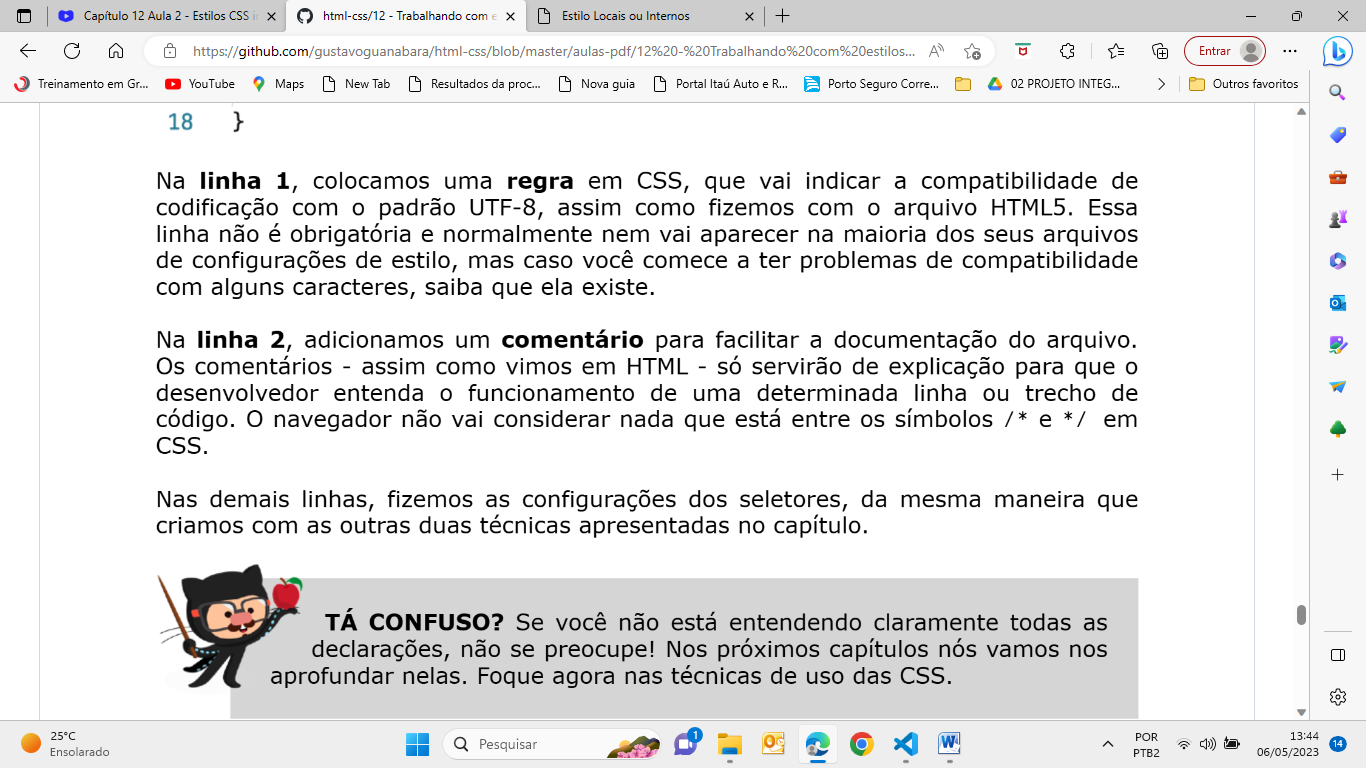 Capítulo 12 Aula 2 - Estilos CSS in
html-css/12 - Trabalhando com e
Estilo Locais ou Internos
https://github.com/gustavoguanabara/html-css/blob/master/aulas-pdf/12%20-%20Trabalhando%20com%20estilos...
Entrar
Treinamento em Gr...
YouTube
Maps
New Tab
Resultados da proc...
Nova guia
Portal Itaú Auto e R...
Porto Seguro Corre...
02 PROJETO INTEG...
Outros favoritos
18 }
Na linha 1, colocamos uma regra em CSS, que vai indicar a compatibilidade de
codificação com o padrão UTF-8, assim como fizemos com o arquivo HTML5. Essa
linha não é obrigatória e normalmente nem vai aparecer na maioria dos seus arquivos
de configurações de estilo, mas caso você comece a ter problemas de compatibilidade
com alguns caracteres, saiba que ela existe.
Na linha 2, adicionamos um comentário para facilitar a documentação do arquivo.
Os comentários - assim como vimos em HTML - só servirão de explicação para que o
desenvolvedor entenda o funcionamento de uma determinada linha ou trecho de
código. O navegador não vai considerar nada que está entre os símbolos /* e */ em
CSS.
Nas demais linhas, fizemos as configurações dos seletores, da mesma maneira que
criamos com as outras duas técnicas apresentadas no capítulo.
TÁ CONFUSO? Se você não está entendendo claramente todas as
declarações, não se preocupe! Nos próximos capítulos nós vamos nos
aprofundar nelas. Foque agora nas técnicas de uso das CSS.
25°C
Ensolarado
Pesquisar
1
POR
PTB2
13:44
06/05/2023
14